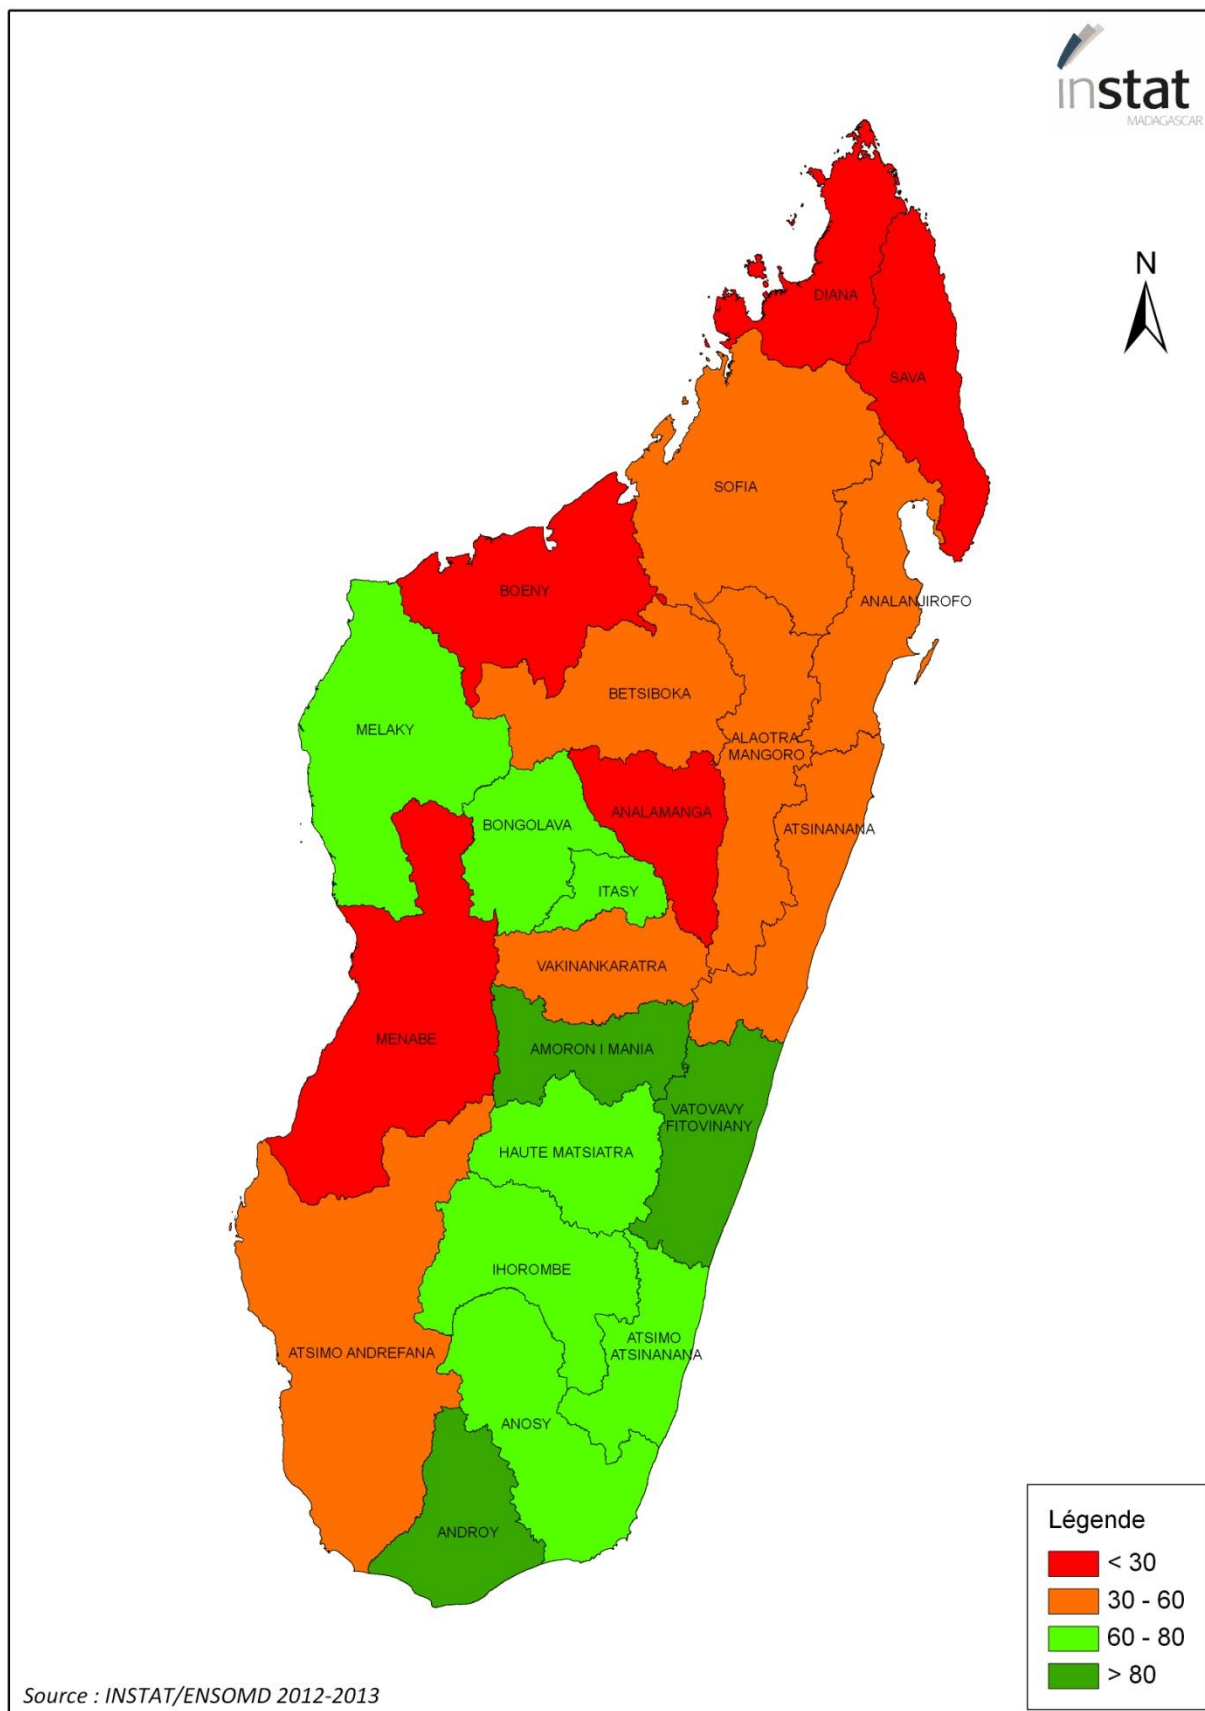 instat
MADAGASCAR
N
DIANA
SAVA
SOFIA
BOENY
ANALANJIROFO
BETSIBOKA
MELAKY
ALAOTRA
MANGORO
ANALAMANGA
BONGOLAVA
ATSINANANA
ITASY
VAKINANKARATRA
MENABE
AMORON I MANIA
VATOVAVY
FITOVINANY
HAUTE MATSIATRA
IHOROMBE
ATSIMO
ATSINANANA
ATSIMO ANDREFANA
ANOSY
ANDROY
Légende
< 30
30 - 60
60 - 80
> 80
Source : INSTAT/ENSOMD 2012-2013